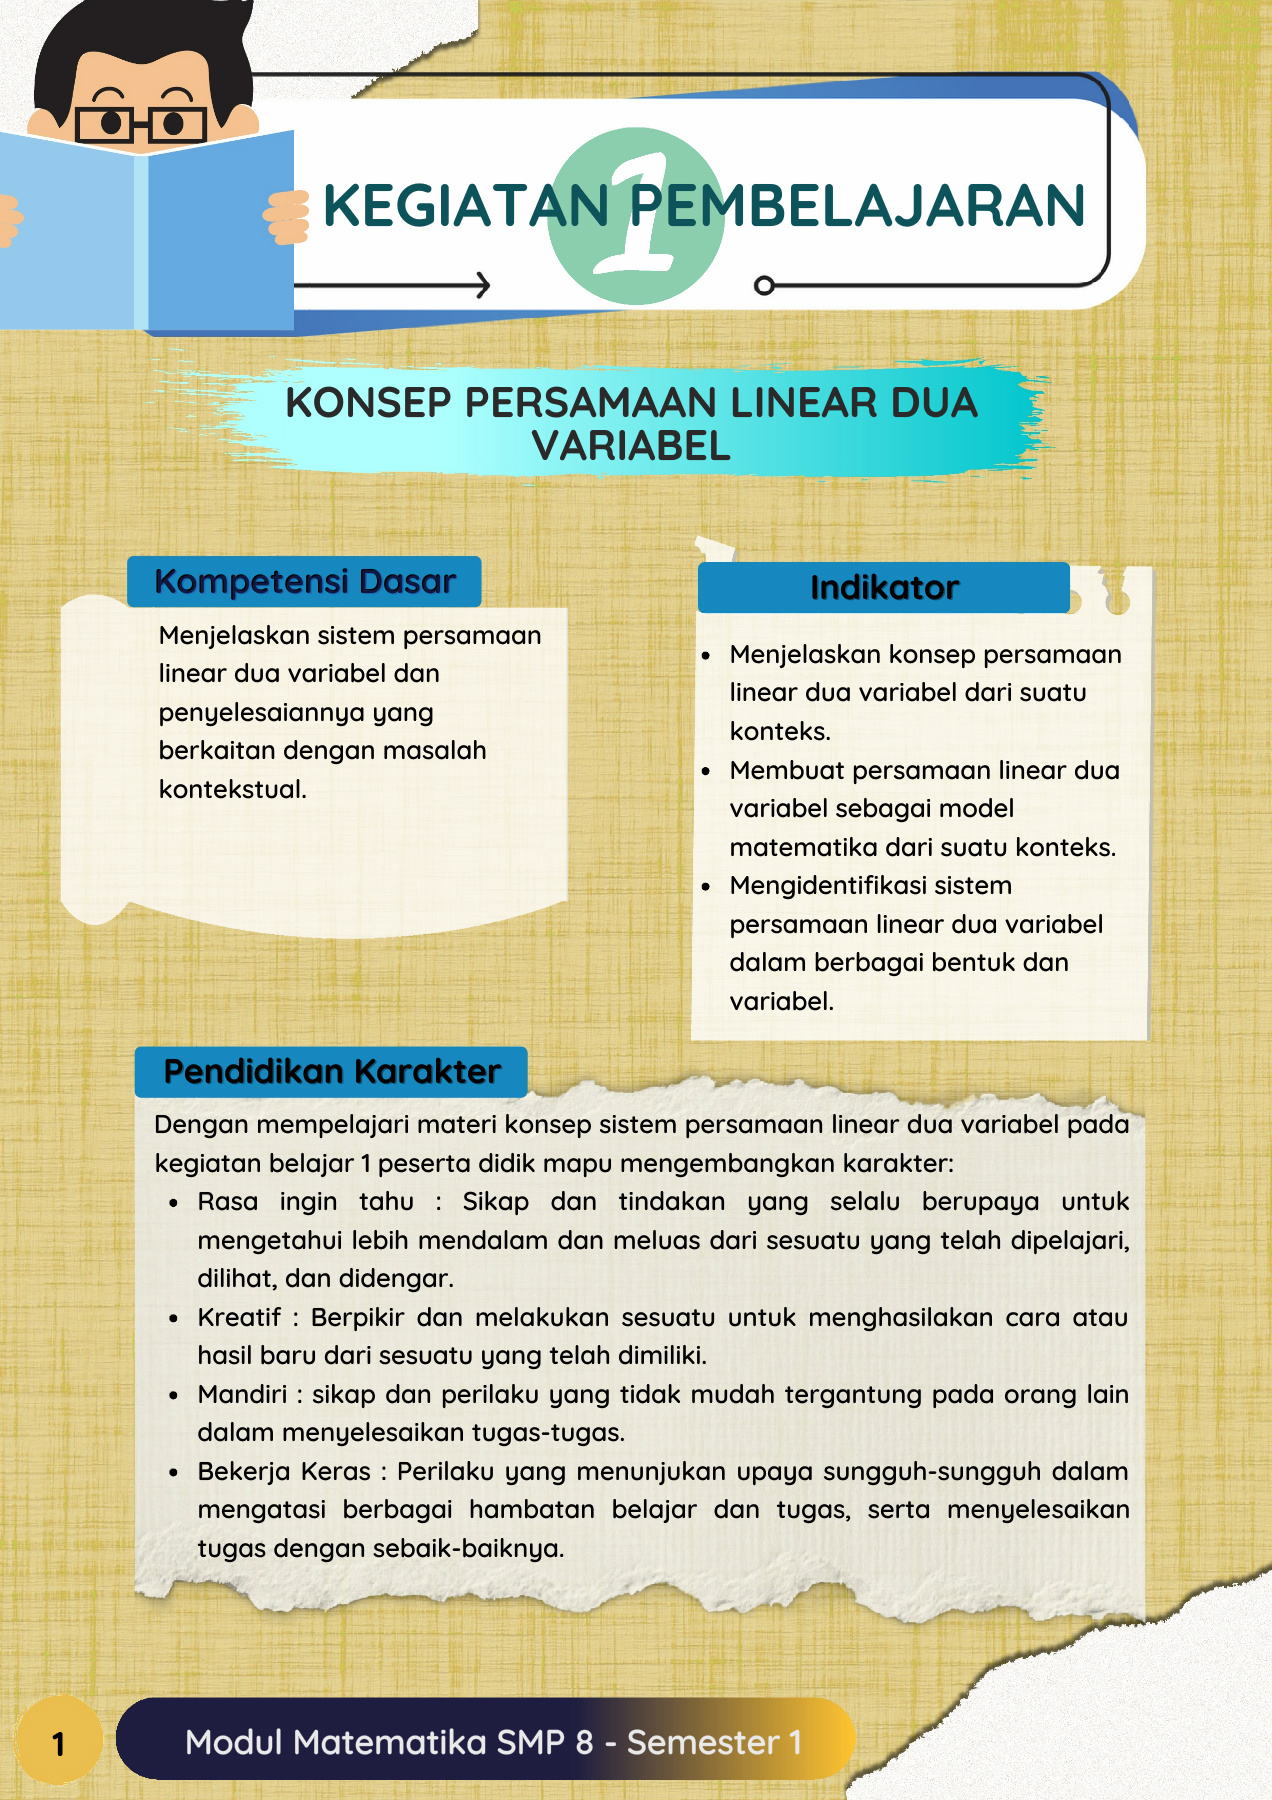 KEGIATAN PEMBELAJARAN
1
KONSEP PERSAMAAN LINEAR DUA
VARIABEL
Kompetensi Dasar
Menjelaskan sistem persamaan
linear dua variabel dan
penyelesaiannya yang
berkaitan dengan masalah
kontekstual.
Indikator
• Menjelaskan konsep persamaan
linear dua variabel dari suatu
konteks.
• Membuat persamaan linear dua
variabel sebagai model
matematika dari suatu konteks.
• Mengidentifikasi sistem
persamaan linear dua variabel
dalam berbagai bentuk dan
variabel.
Pendidikan Karakter
Dengan mempelajari materi konsep sistem persamaan linear dua variabel pada
kegiatan belajar 1 peserta didik mapu mengembangkan karakter:
• Rasa ingin tahu : Sikap dan tindakan yang selalu berupaya untuk
mengetahui lebih mendalam dan meluas dari sesuatu yang telah dipelajari,
dilihat, dan didengar.
• Kreatif : Berpikir dan melakukan sesuatu untuk menghasilakan cara atau
hasil baru dari sesuatu yang telah dimiliki.
• Mandiri : sikap dan perilaku yang tidak mudah tergantung pada orang lain
dalam menyelesaikan tugas-tugas.
• Bekerja Keras : Perilaku yang menunjukan upaya sungguh-sungguh dalam
mengatasi berbagai hambatan belajar dan tugas, serta menyelesaikan
tugas dengan sebaik-baiknya.
1
Modul Matematika SMP 8 - Semester 1